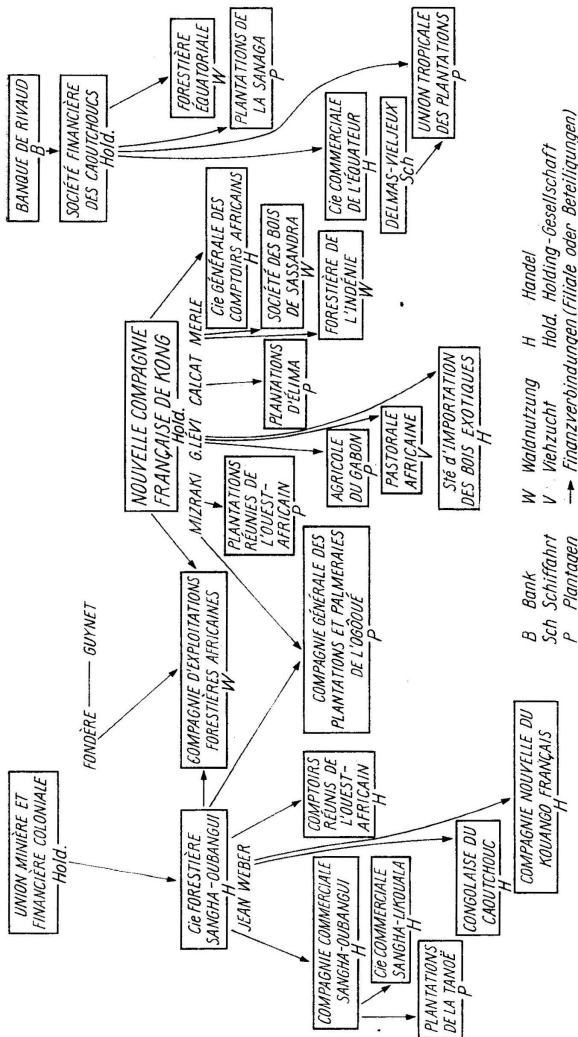 UNION MINIÈRE ET
FINANCIÈRE COLONIALE
Hold.
FONDÈRE — GUYNET
NOUVELLE COMPAGNIE
FRANÇAISE DE KONG
Hold.
MIZRAKI G.LÉVI CALCAT MERLE
BANQUE DE RIVAUD
B
SOCIÉTÉ FINANCIÈRE
DES CAOUTCHOUCS
Hold.
Cie FORESTIÈRE
SANGHA-OUBANGUI
H
JEAN WEBER
COMPAGNIE D'EXPLOITATIONS
FORESTIÈRES AFRICAINES
W
PLANTATIONS
RÉUNIES DE
L'OUEST-
AFRICAIN
P
PLANTATIONS
D'ÉLIMA
P
Cie GÉNÉRALE DES
COMPTOIRS AFRICAINS
H
SOCIÉTÉ DES BOIS
DE SASSANDRA
W
FORESTIÈRE DE
L'INDÉNIE
W
FORESTIÈRE
ÉQUATORIALE
W
PLANTATIONS DE
LA SANAGA
P
COMPAGNIE COMMERCIALE
SANGHA-OUBANGUI
H
Cie COMMERCIALE
SANGHA-LIKOUALA
H
PLANTATIONS
DE LA TANOË
P
COMPTOIRS
RÉUNIS DE
L'OUEST-
AFRICAIN
H
COMPAGNIE GÉNÉRALE DES
PLANTATIONS ET PALMERAIES
DE L'OGÔOUÉ
P
AGRICOLE
DU GABON
P
PASTORALE
AFRICAINE
V
Sté d'IMPORTATION
DES BOIS EXOTIQUES
H
Cie COMMERCIALE
DE L'ÉQUATEUR
H
DELMAS-VIELJEUX
Sch
UNION TROPICALE
DES PLANTATIONS
P
CONGOLAISE DU
CAOUTCHOUC
H
COMPAGNIE NOUVELLE DU
KOUANGO FRANÇAIS
H
B Bank W Waldnutzung H Handel
Sch Schiffahrt V Viehzucht Hold. Holding-Gesellschaft
P Plantagen → Finanzverbindungen (Filiale oder Beteiligungen)